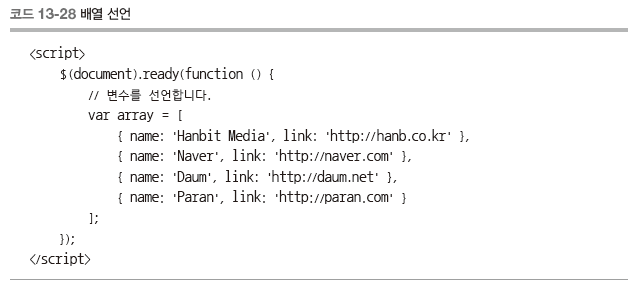 코드 13-28 배열 선언
<script>
$(document).ready(function () {
// 변수를 선언합니다.
var array = [
{ name: 'Hanbit Media', link: 'http://hanb.co.kr' },
{ name: 'Naver', link: 'http://naver.com' },
{ name: 'Daum', link: 'http://daum.net' },
{ name: 'Paran', link: 'http://paran.com' }
];
});
</script>